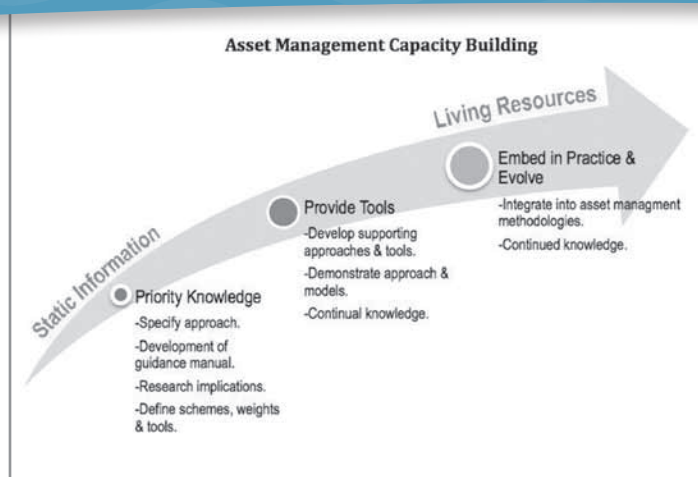 Asset Management Capacity Building
Static Information
Living Resources
Priority Knowledge
-Specify approach.
-Development of
guidance manual.
-Research implications.
-Define schemes, weights
& tools.
Provide Tools
-Develop supporting
approaches & tools.
-Demonstrate approach &
models.
-Continual knowledge.
Embed in Practice &
Evolve
-Integrate into asset managment
methodologies.
-Continued knowledge.